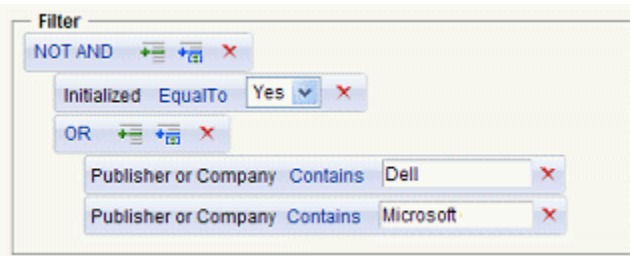 Filter
NOT AND
Initialized EqualTo Yes
OR
Publisher or Company Contains Dell
Publisher or Company Contains Microsoft